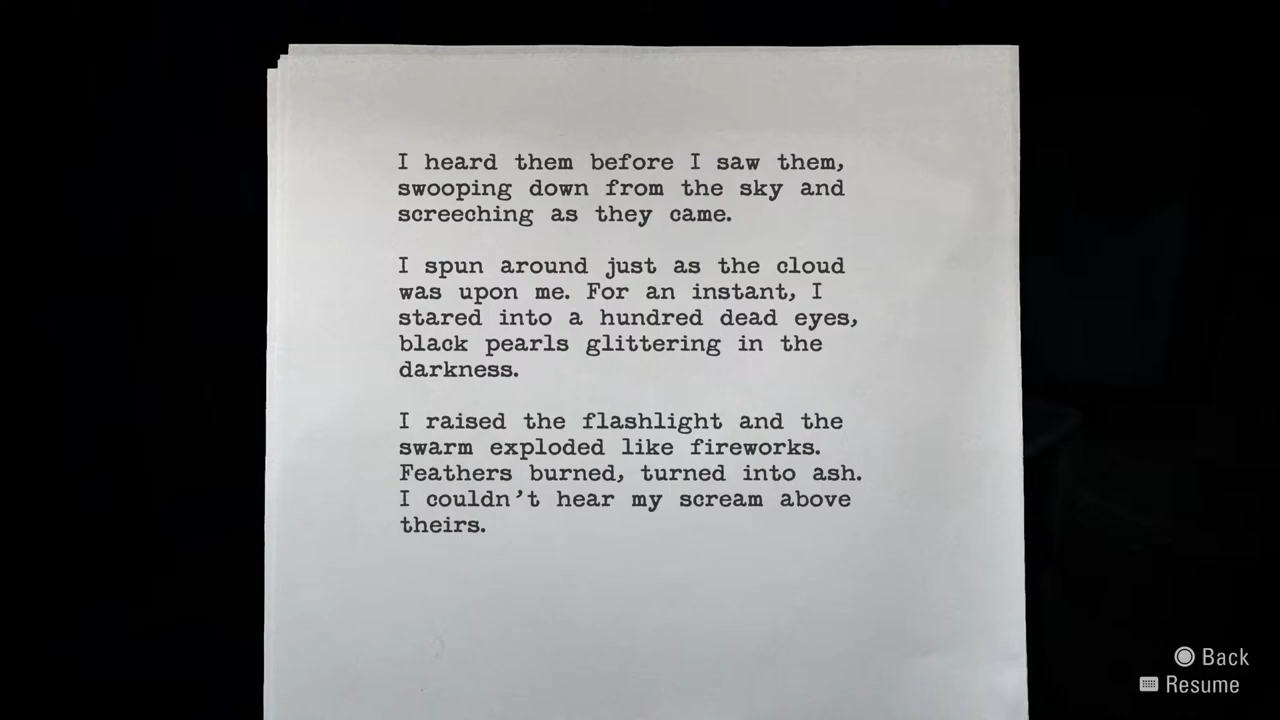 I heard them before I saw them,
swooping down from the sky and
screeching as they came.
I spun around just as the cloud
was upon me. For an instant, I
stared into a hundred dead eyes,
black pearls glittering in the
darkness.
I raised the flashlight and the
swarm exploded like fireworks.
Feathers burned, turned into ash.
I couldn't hear my scream above
theirs.
Back
Resume